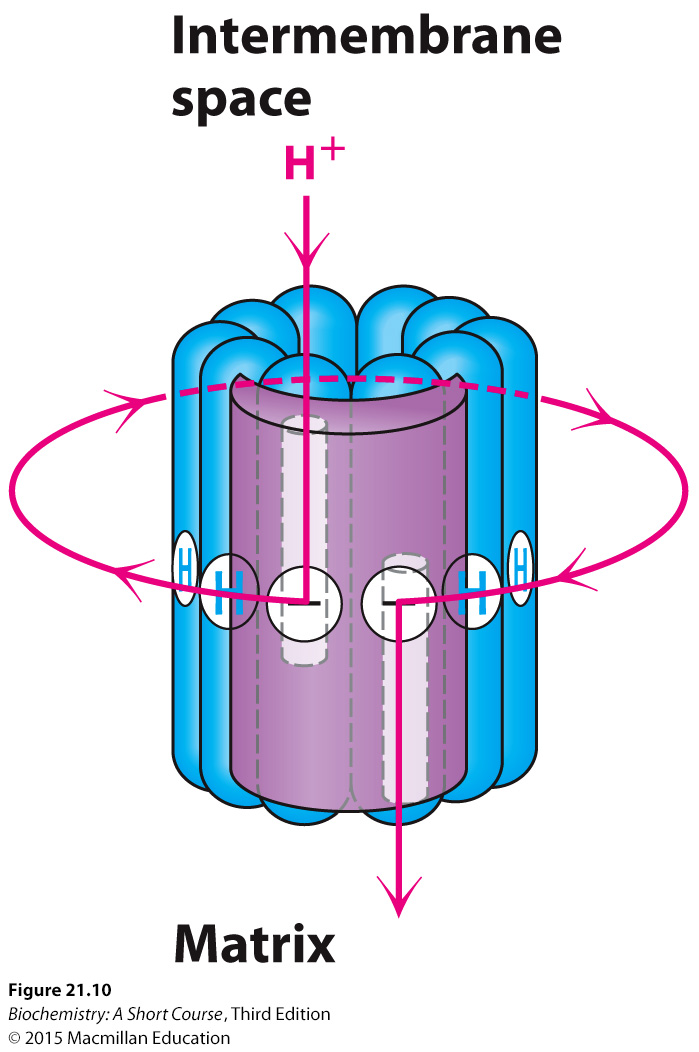 Intermembrane
space
H⁺
H H − − H H
Matrix
Figure 21.10
Biochemistry: A Short Course, Third Edition
© 2015 Macmillan Education